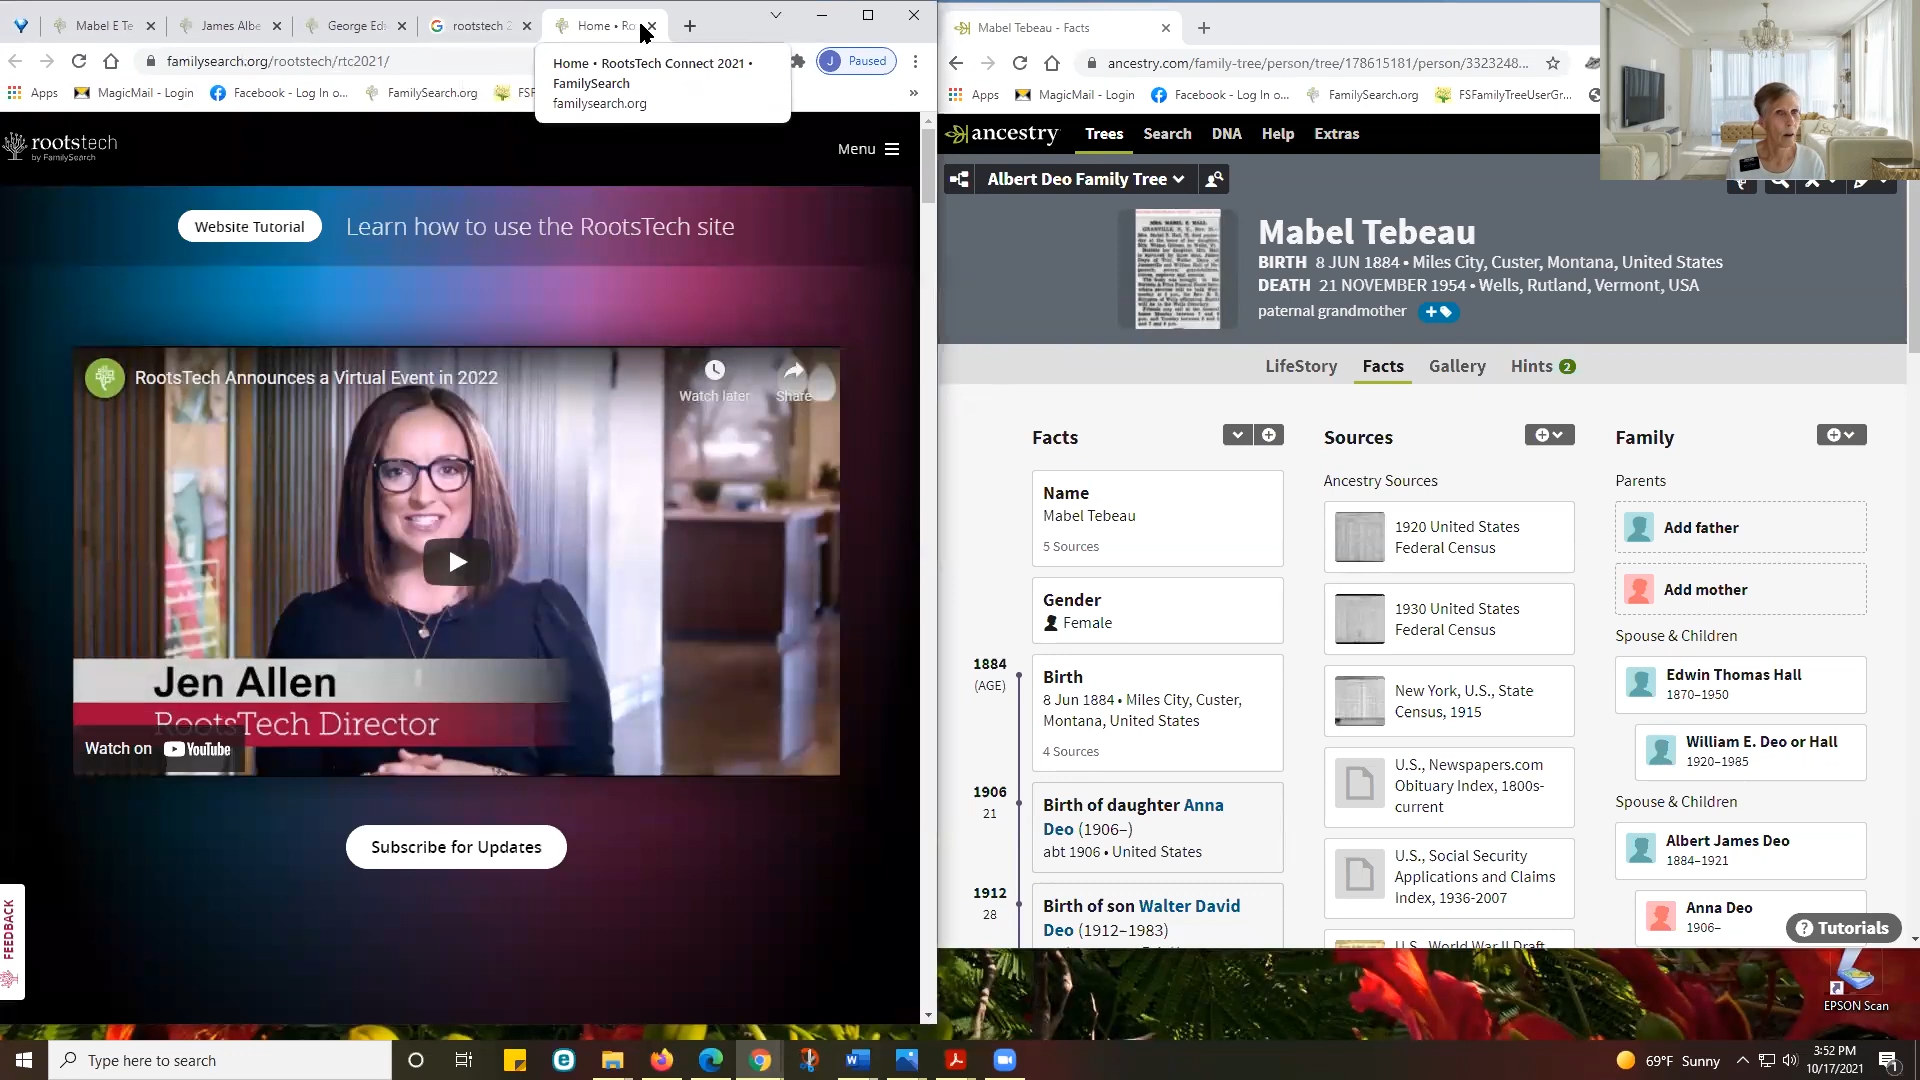 Mabel E Te
James Albe
George Ed
rootstech 2
Home • Ro
familysearch.org/rootstech/rtc2021/
J Paused
Home • RootsTech Connect 2021 •
FamilySearch
familysearch.org
Apps
MagicMail - Login
Facebook - Log In o...
FamilySearch.org
FSF
»
rootstech
by FamilySearch
Menu
Website Tutorial
Learn how to use the RootsTech site
RootsTech Announces a Virtual Event in 2022
Watch later
Share
Jen Allen
RootsTech Director
Watch on YouTube
Subscribe for Updates
FEEDBACK
Mabel Tebeau - Facts
ancestry.com/family-tree/person/tree/178615181/person/3323248...
Apps
MagicMail - Login
Facebook - Log In o...
FamilySearch.org
FSFamilyTreeUserGr...
ancestry
Trees
Search
DNA
Help
Extras
Albert Deo Family Tree
MRS. MABEL E. HALL
Mabel Tebeau
BIRTH 8 JUN 1884 • Miles City, Custer, Montana, United States
DEATH 21 NOVEMBER 1954 • Wells, Rutland, Vermont, USA
paternal grandmother
LifeStory
Facts
Gallery
Hints 2
Facts
Name
Mabel Tebeau
5 Sources
Gender
Female
1884
(AGE)
Birth
8 Jun 1884 • Miles City, Custer,
Montana, United States
4 Sources
1906
21
Birth of daughter Anna
Deo (1906–)
abt 1906 • United States
1912
28
Birth of son Walter David
Deo (1912–1983)
Sources
Ancestry Sources
1920 United States
Federal Census
1930 United States
Federal Census
New York, U.S., State
Census, 1915
U.S., Newspapers.com
Obituary Index, 1800s-
current
U.S., Social Security
Applications and Claims
Index, 1936-2007
U.S., World War II Draft
Family
Parents
Add father
Add mother
Spouse & Children
Edwin Thomas Hall
1870–1950
William E. Deo or Hall
1920–1985
Spouse & Children
Albert James Deo
1884–1921
Anna Deo
1906–
? Tutorials
EPSON Scan
Type here to search
69°F Sunny
3:52 PM
10/17/2021
1